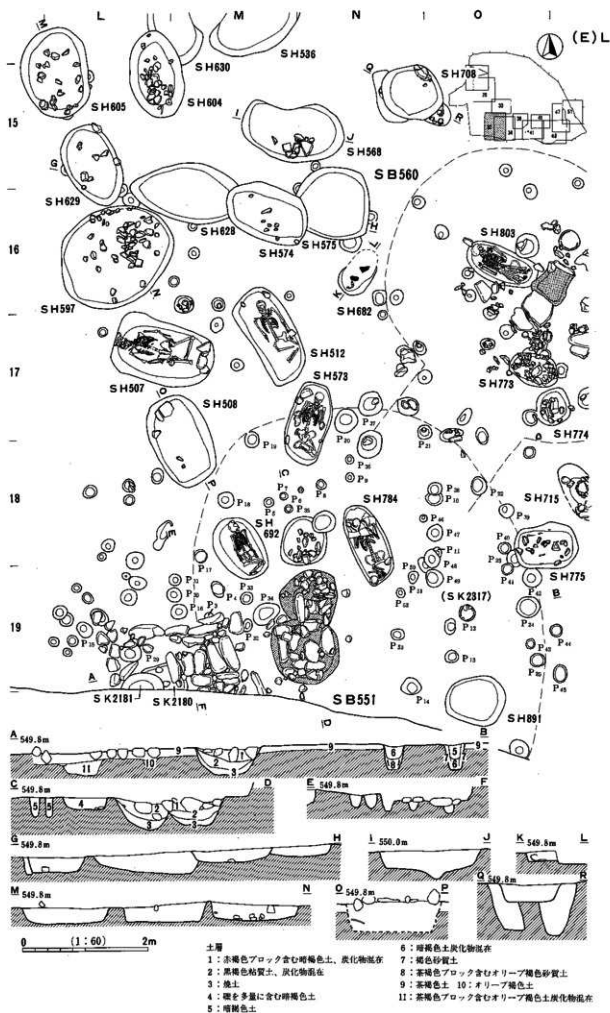 L M N O (E)L
SH630
SH536
SH605
SH604
SH708
15
SH568
SB560
SH629
SH628
SH574
SH575
SH803
16
SH597
SH682
SH507
SH512
SH573
SH773
17
SH508
SH774
SH715
18
SH692
SH784
SH775
(SK2317)
19
SK2181
SK2180
SB551
SH891
A 549.8m B
C 549.8m D
E 549.8m F
G H
I 550.0m J
K 549.8m L
M 549.8m N
O 549.8m P
Q 549.8m R
0 (1:60) 2m
土層
1：赤褐色ブロック含む暗褐色土、炭化物混在
2：黒褐色粘質土、炭化物混在
3：焼土
4：礫を多量に含む暗褐色土
5：暗褐色土
6：暗褐色土炭化物混在
7：褐色砂質土
8：茶褐色ブロック含むオリーブ褐色砂質土
9：茶褐色土 10：オリーブ褐色土
11：茶褐色ブロック含むオリーブ褐色土炭化物混在